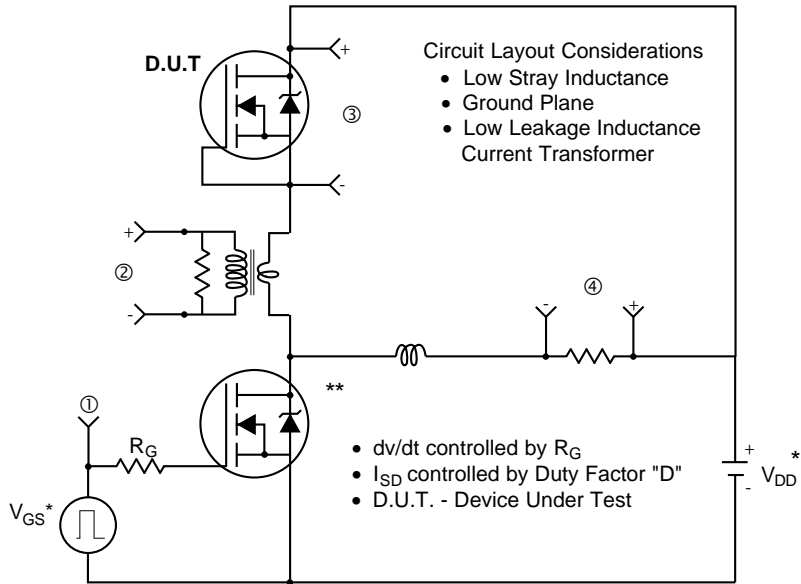 D.U.T
+
Circuit Layout Considerations
• Low Stray Inductance
• Ground Plane
• Low Leakage Inductance
Current Transformer
③
-
+
②
-
④
-
+
**
①
R_G
• dv/dt controlled by R_G
• I_SD controlled by Duty Factor "D"
• D.U.T. - Device Under Test
+
V_DD*
-
V_GS*